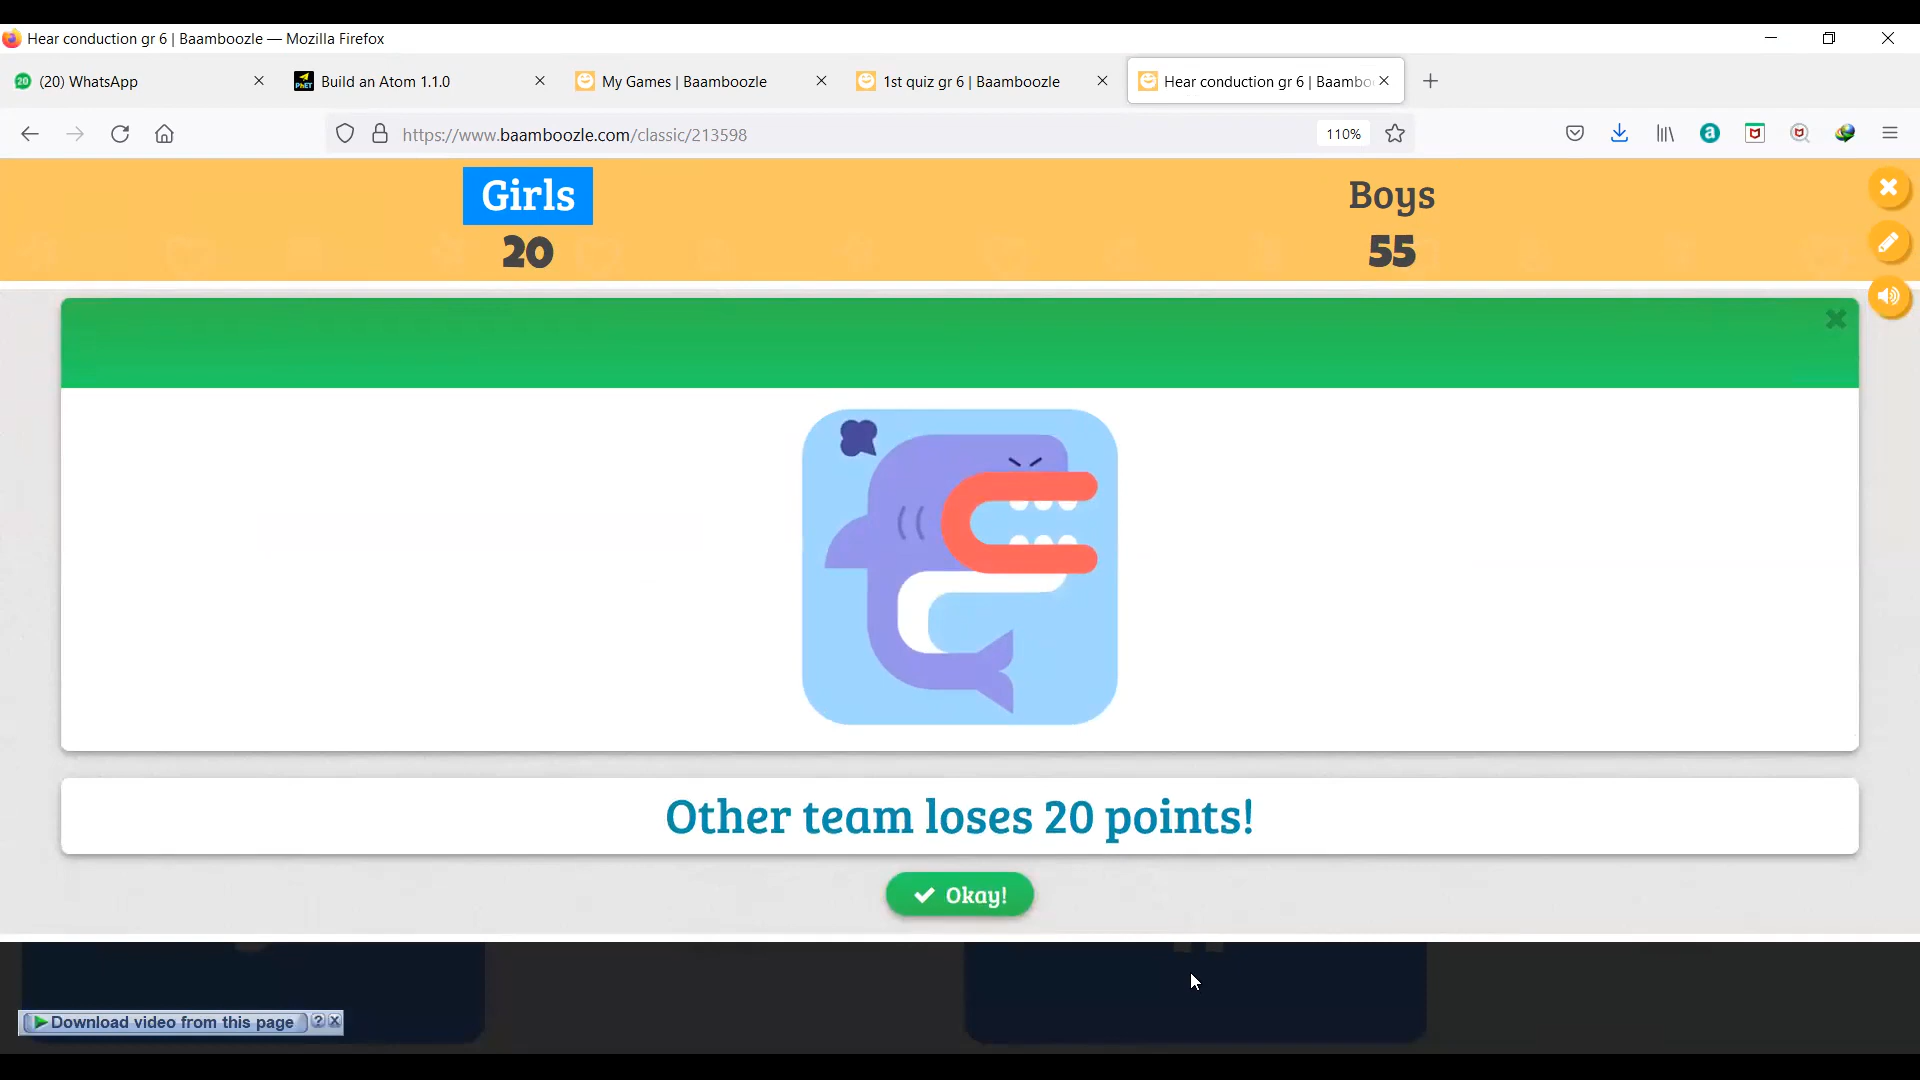 Hear conduction gr 6 | Baamboozle — Mozilla Firefox
20 (20) WhatsApp
PhET Build an Atom 1.1.0
My Games | Baamboozle
1st quiz gr 6 | Baamboozle
Hear conduction gr 6 | Baambo
https://www.baamboozle.com/classic/213598
110%
a
Girls
20
Boys
55
Other team loses 20 points!
Okay!
Download video from this page ? X